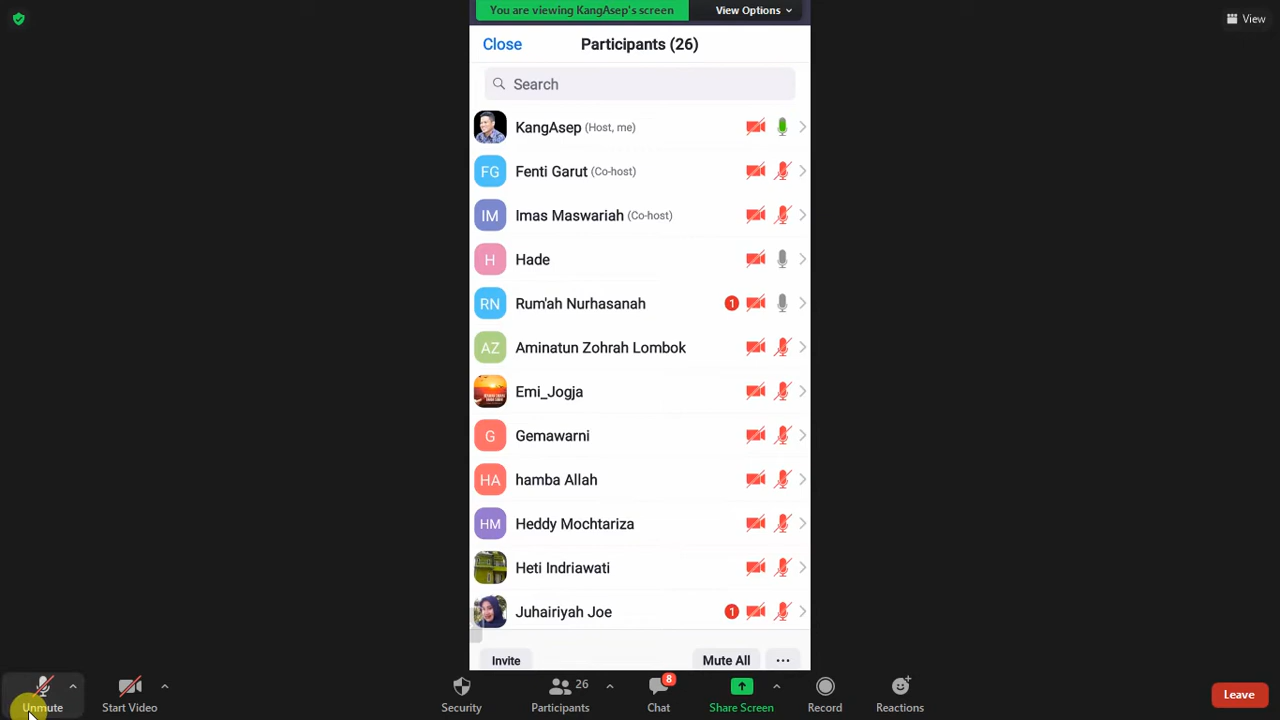 You are viewing KangAsep's screen
View Options
View
Close
Participants (26)
Search
KangAsep (Host, me)
FG Fenti Garut (Co-host)
IM Imas Maswariah (Co-host)
H Hade
RN Rum'ah Nurhasanah 1
AZ Aminatun Zohrah Lombok
Emi_Jogja
G Gemawarni
HA hamba Allah
HM Heddy Mochtariza
Heti Indriawati
Juhairiyah Joe 1
Invite
Mute All
...
26
8
Unmute
Start Video
Security
Participants
Chat
Share Screen
Record
Reactions
Leave